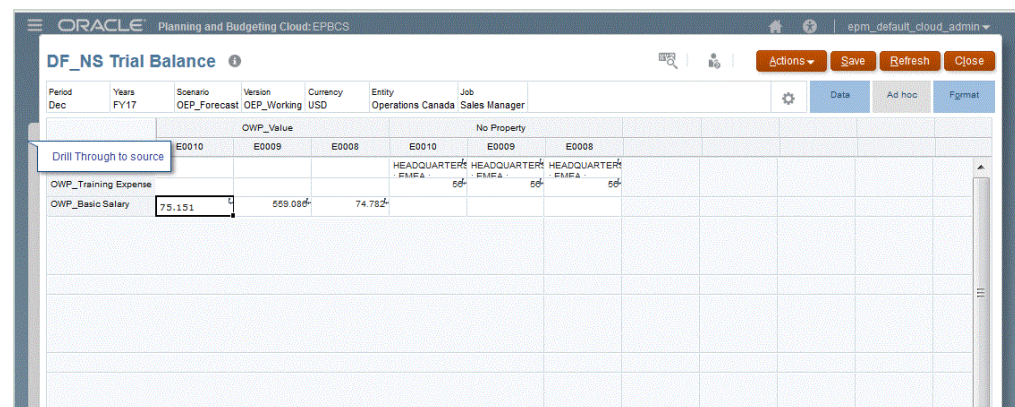 ORACLE Planning and Budgeting Cloud: EPBCS epm_default_cloud_admin
DF_NS Trial Balance Actions Save Refresh Close
Period Years Scenario Version Currency Entity Job
Dec FY17 OEP_Forecast OEP_Working USD Operations Canada Sales Manager
Data Ad hoc Format
OWP_Value No Property
E0010 E0009 E0008 E0010 E0009 E0008
Drill Through to source
HEADQUARTERS HEADQUARTERS HEADQUARTERS
: EMEA : : EMEA : : EMEA :
OWP_Training Expense 56 56 56
OWP_Basic Salary 75.151 559.086 74.782